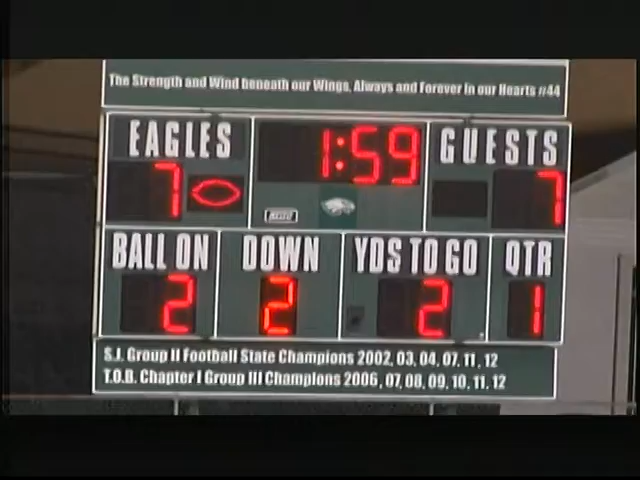 The Strength and Wind beneath our Wings, Always and Forever in our Hearts #44
EAGLES 1:59 GUESTS
7 7
BALL ON DOWN YDS TO GO QTR
2 2 2 1
S.J. Group II Football State Champions 2002, 03, 04, 07, 11, 12
T.O.B. Chapter I Group III Champions 2006, 07, 08, 09, 10, 11, 12